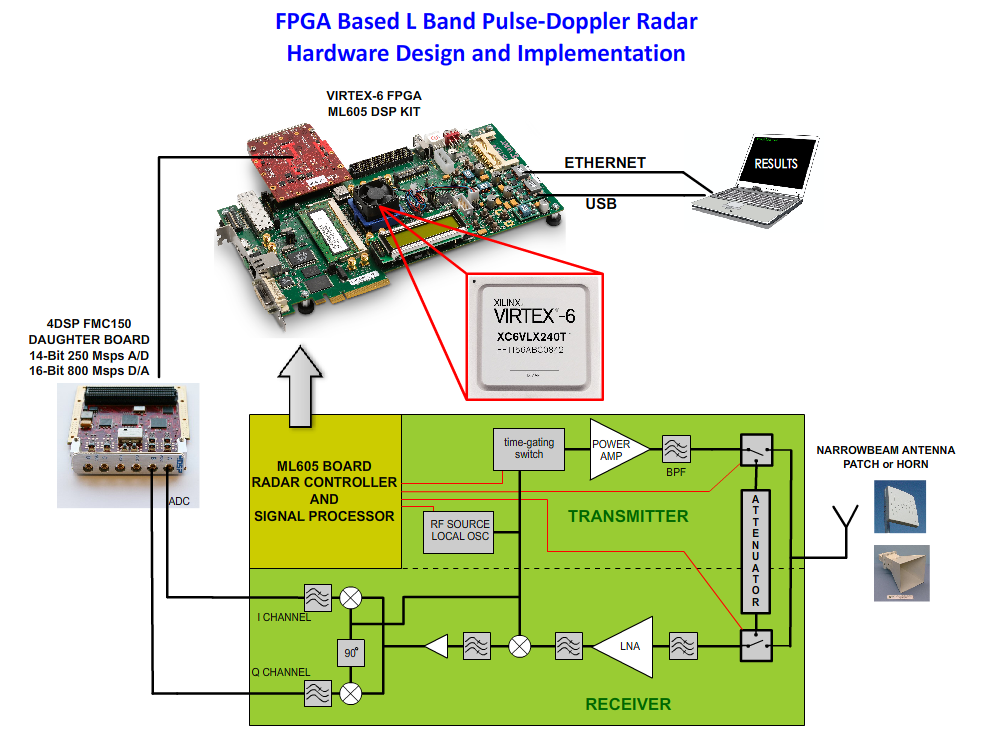 FPGA Based L Band Pulse-Doppler Radar
Hardware Design and Implementation
VIRTEX-6 FPGA
ML605 DSP KIT
ETHERNET
USB
RESULTS
XILINX
VIRTEX-6
XC6VLX240T
4DSP FMC150
DAUGHTER BOARD
14-Bit 250 Msps A/D
16-Bit 800 Msps D/A
ADC
ML605 BOARD
RADAR CONTROLLER
AND
SIGNAL PROCESSOR
time-gating
switch
POWER
AMP
BPF
RF SOURCE
LOCAL OSC
TRANSMITTER
ATTENUATOR
NARROWBEAM ANTENNA
PATCH or HORN
I CHANNEL
90°
Q CHANNEL
LNA
RECEIVER